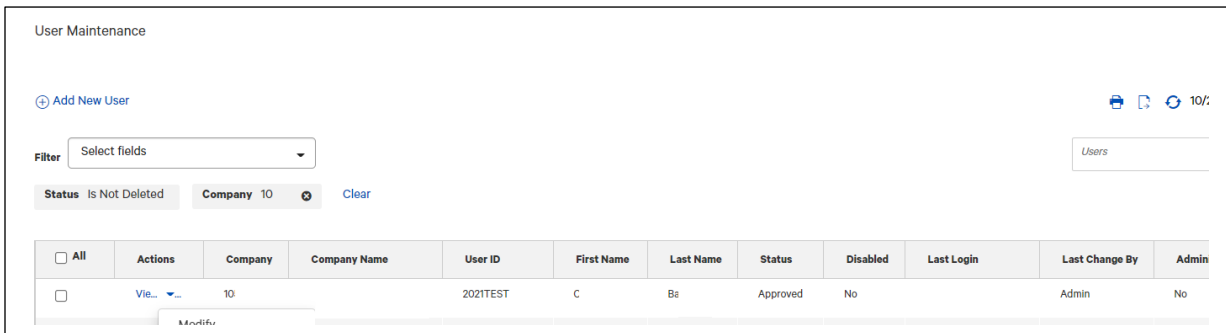 User Maintenance
Add New User
10/2
Filter Select fields
Users
Status Is Not Deleted Company 10 Clear
All Actions Company Company Name User ID First Name Last Name Status Disabled Last Login Last Change By Admini
Vie... ... 10 2021TEST C Ba Approved No Admin No
Modify